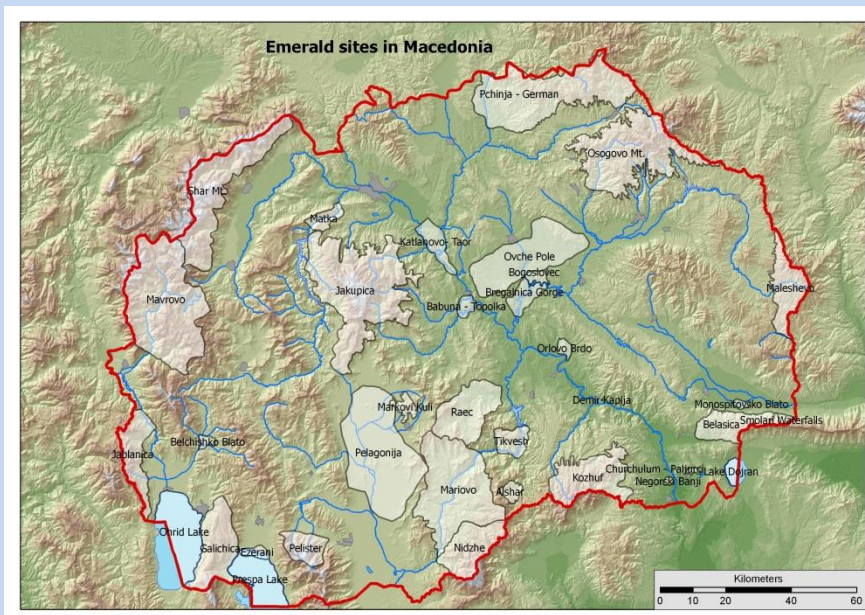 Emerald sites in Macedonia
Pchinja - German
Osogovo Mt.
Shar Mt.
Matka
Katlanovo- Taor
Ovche Pole
Bogoslovec
Mavrovo
Jakupica
Bregalnica Gorge
Maleshevo
Babuna - Topolka
Orlovo Brdo
Markovi Kuli
Raec
Demir Kapija
Monospitovsko Blato
Smolari Waterfalls
Belasica
Jablanica
Belchishko Blato
Pelagonija
Tikvesh
Churchulum - Paljurci
Lake Dojran
Kozhuf
Negorski Banji
Mariovo
Alshar
Ohrid Lake
Galichica
Ezerani
Pelister
Nidzhe
Prespa Lake
Kilometers
0 10 20 40 60